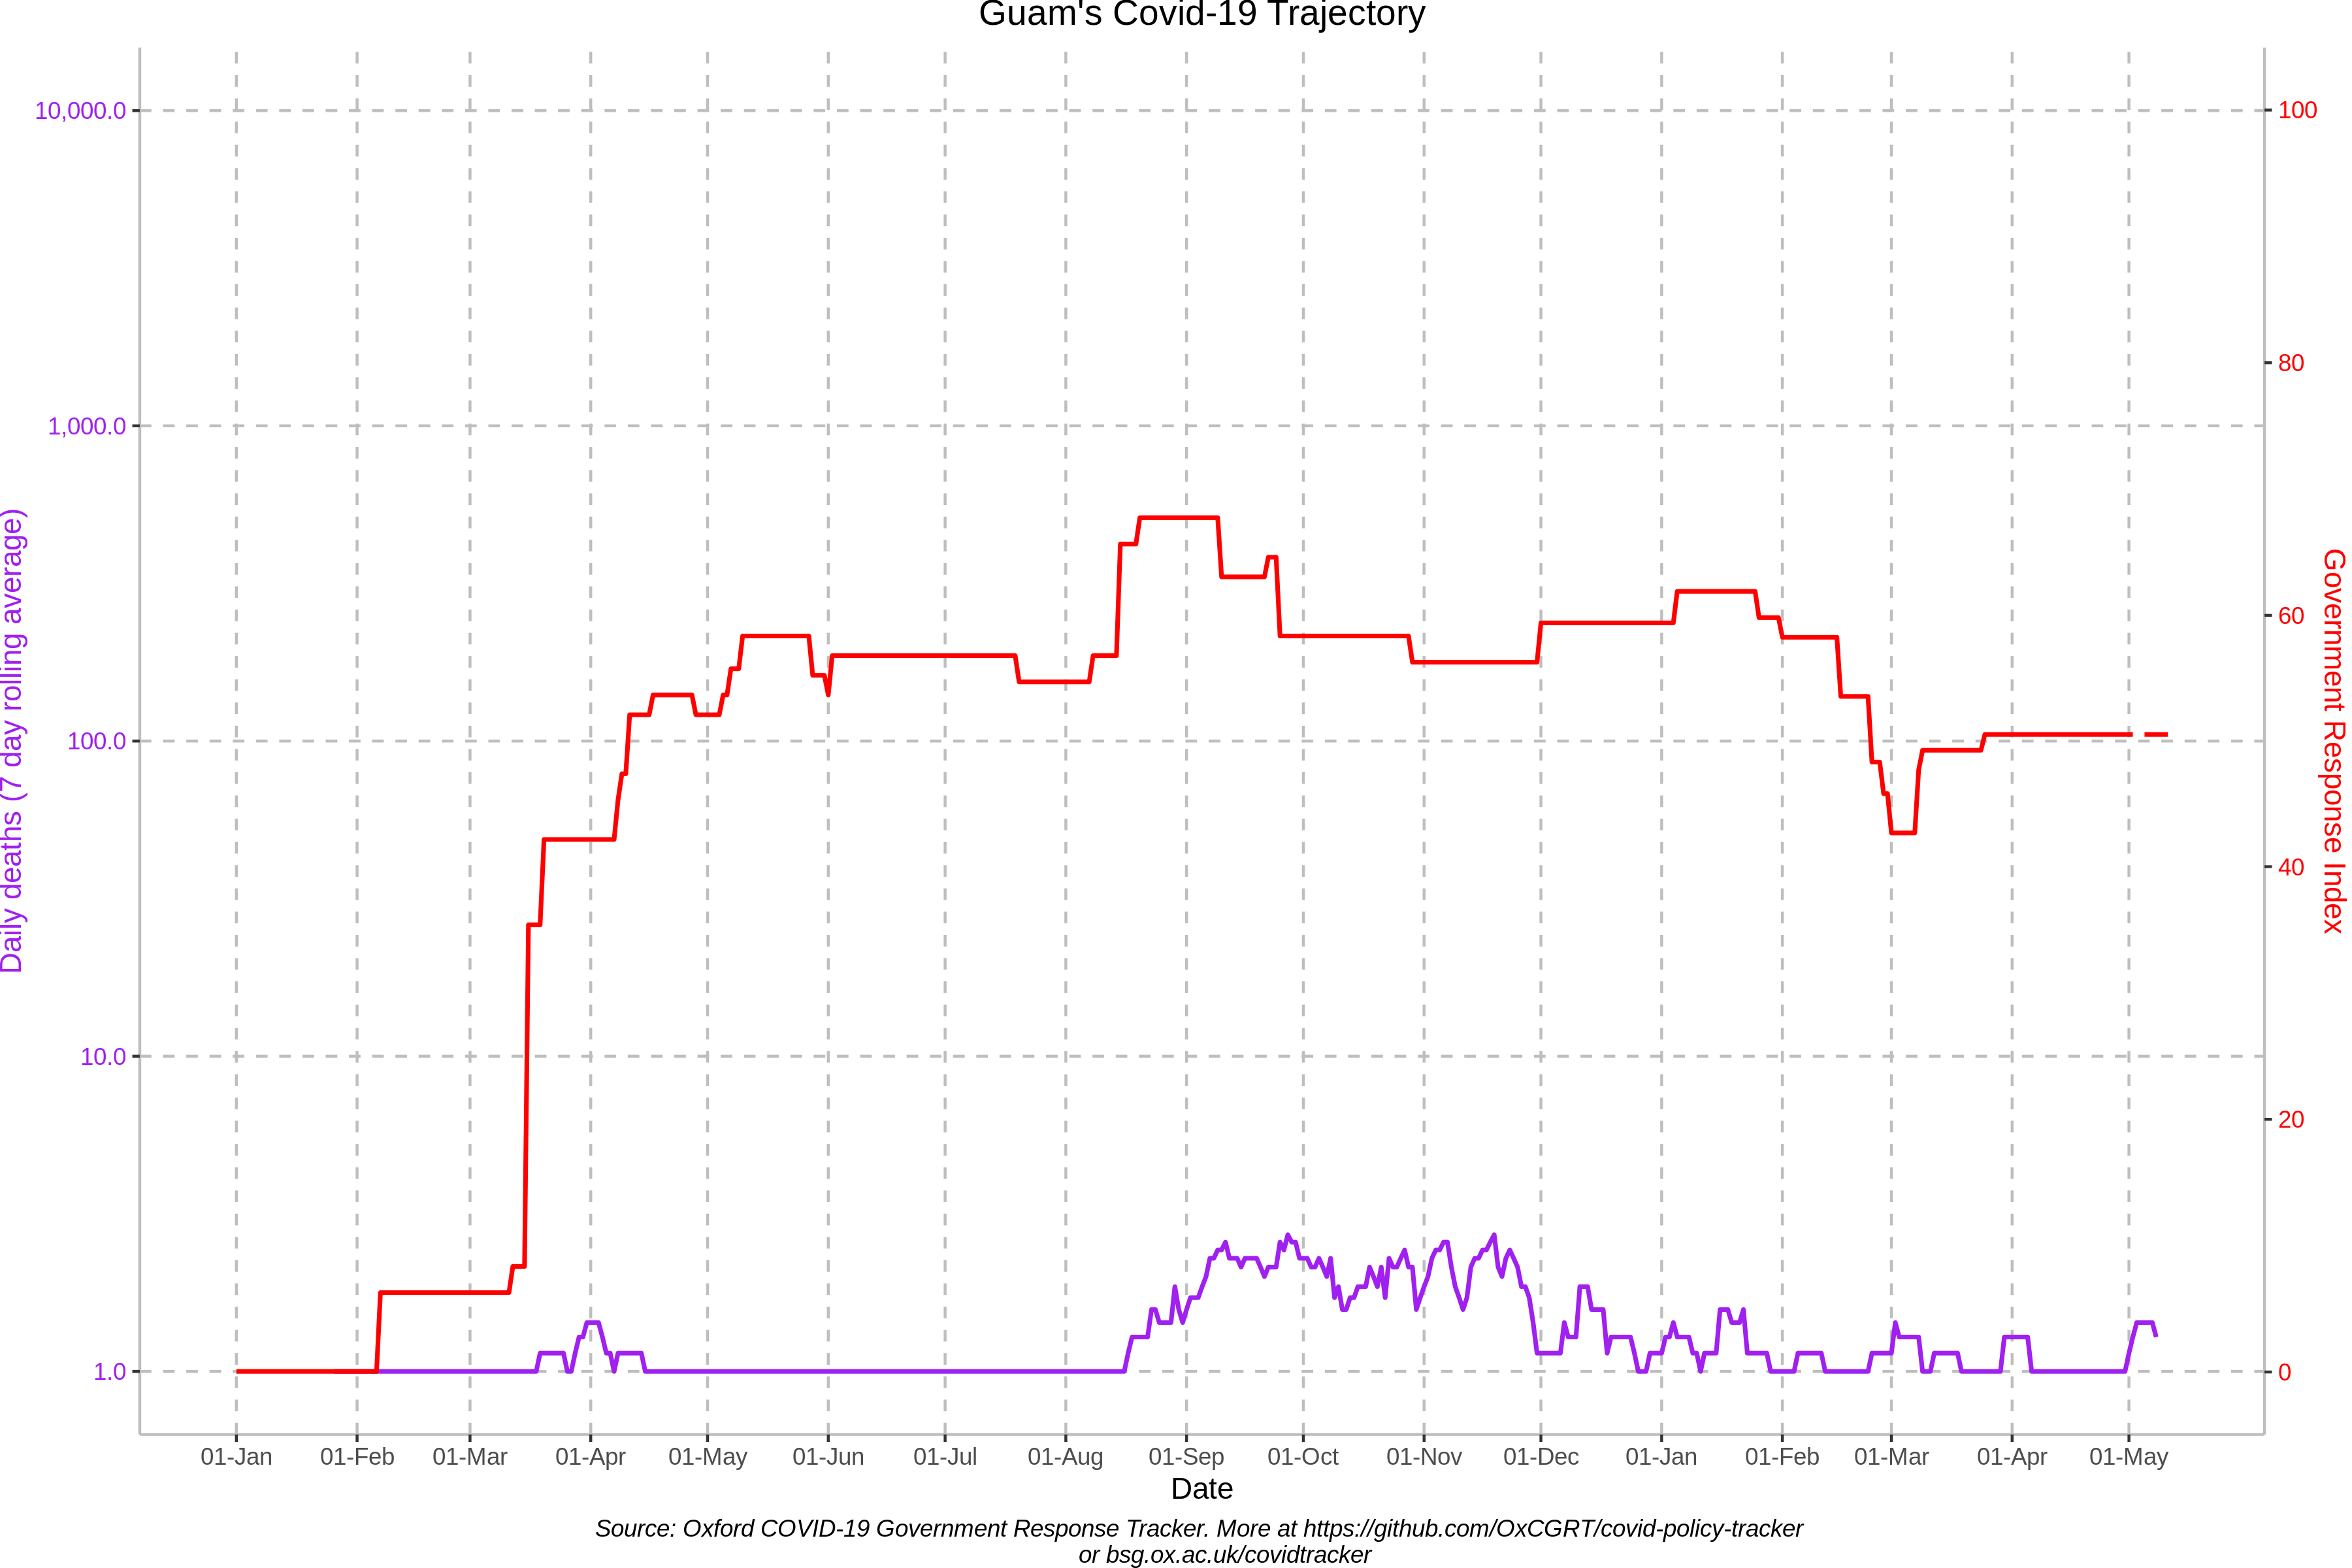 Guam's Covid-19 Trajectory
10,000.0
1,000.0
100.0
10.0
1.0
Daily deaths (7 day rolling average)
100
80
60
40
20
0
Government Response Index
01-Jan 01-Feb 01-Mar 01-Apr 01-May 01-Jun 01-Jul 01-Aug 01-Sep 01-Oct 01-Nov 01-Dec 01-Jan 01-Feb 01-Mar 01-Apr 01-May
Date
Source: Oxford COVID-19 Government Response Tracker. More at https://github.com/OxCGRT/covid-policy-tracker
or bsg.ox.ac.uk/covidtracker